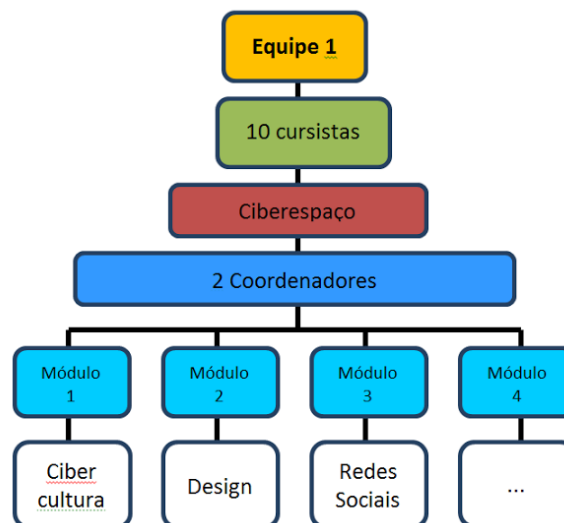 Equipe 1
10 cursistas
Ciberespaço
2 Coordenadores
Módulo
1
Módulo
2
Módulo
3
Módulo
4
Ciber
cultura
Design
Redes
Sociais
...